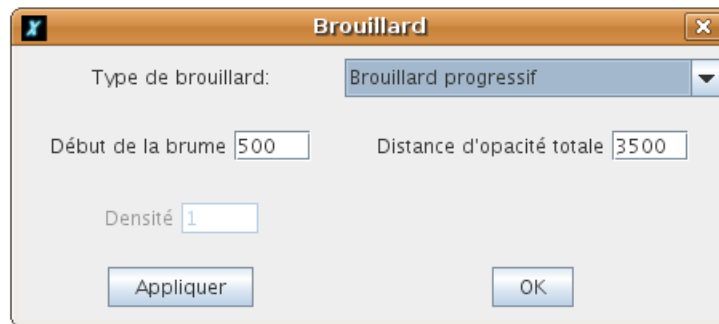 Brouillard
Type de brouillard: Brouillard progressif
Début de la brume 500 Distance d'opacité totale 3500
Densité 1
Appliquer OK